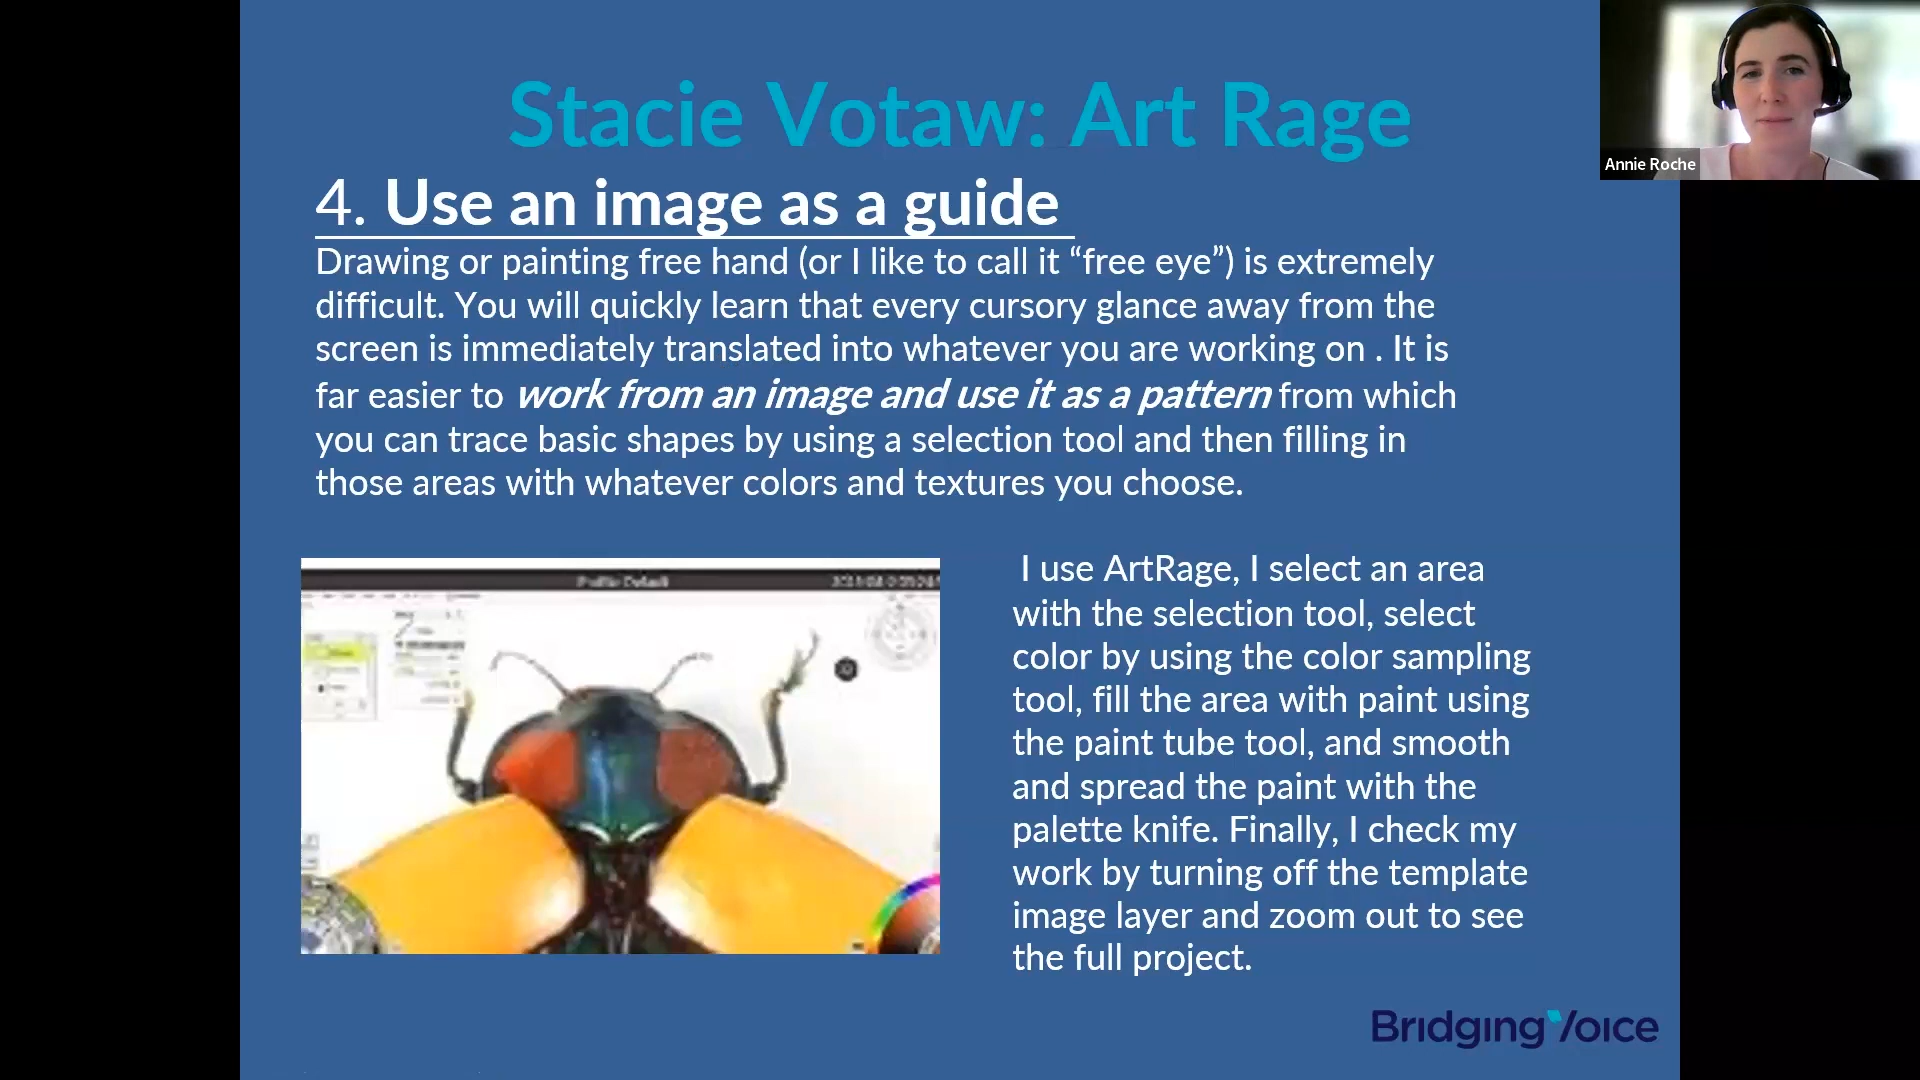 Stacie Votaw: Art Rage
Annie Roche
4. Use an image as a guide
Drawing or painting free hand (or I like to call it “free eye”) is extremely
difficult. You will quickly learn that every cursory glance away from the
screen is immediately translated into whatever you are working on . It is
far easier to work from an image and use it as a pattern from which
you can trace basic shapes by using a selection tool and then filling in
those areas with whatever colors and textures you choose.
I use ArtRage, I select an area
with the selection tool, select
color by using the color sampling
tool, fill the area with paint using
the paint tube tool, and smooth
and spread the paint with the
palette knife. Finally, I check my
work by turning off the template
image layer and zoom out to see
the full project.
Profile Default
Bridging Voice